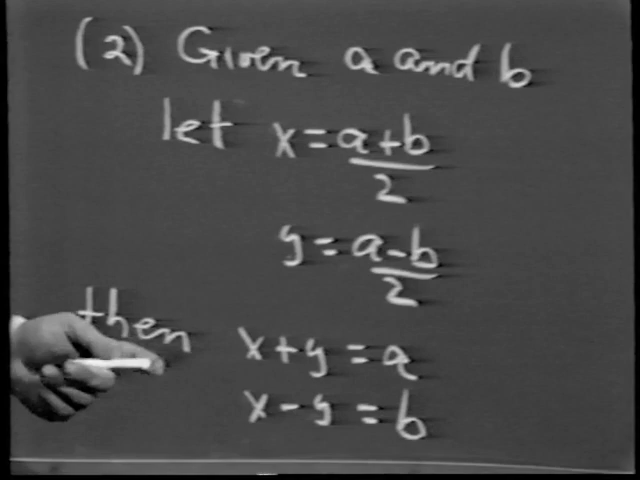 (2) Given a and b
let x = a+b/2
y = a-b/2
then x + y = a
x - y = b